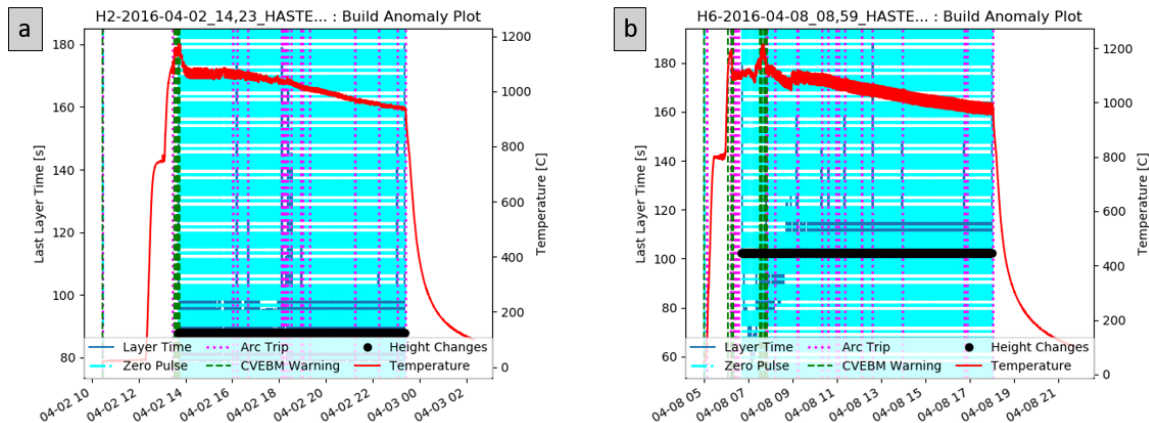 a
H2-2016-04-02_14,23_HASTE... : Build Anomaly Plot
180
160
140
120
100
80
Last Layer Time [s]
1200
1000
800
600
400
200
0
Temperature [C]
Layer Time
Zero Pulse
Arc Trip
CVEBM Warning
Height Changes
Temperature
04-02 10
04-02 12
04-02 14
04-02 16
04-02 18
04-02 20
04-02 22
04-03 00
04-03 02
b
H6-2016-04-08_08,59_HASTE... : Build Anomaly Plot
180
160
140
120
100
80
60
Last Layer Time [s]
1200
1000
800
600
400
200
0
Temperature [C]
Layer Time
Zero Pulse
Arc Trip
CVEBM Warning
Height Changes
Temperature
04-08 05
04-08 07
04-08 09
04-08 11
04-08 13
04-08 15
04-08 17
04-08 19
04-08 21